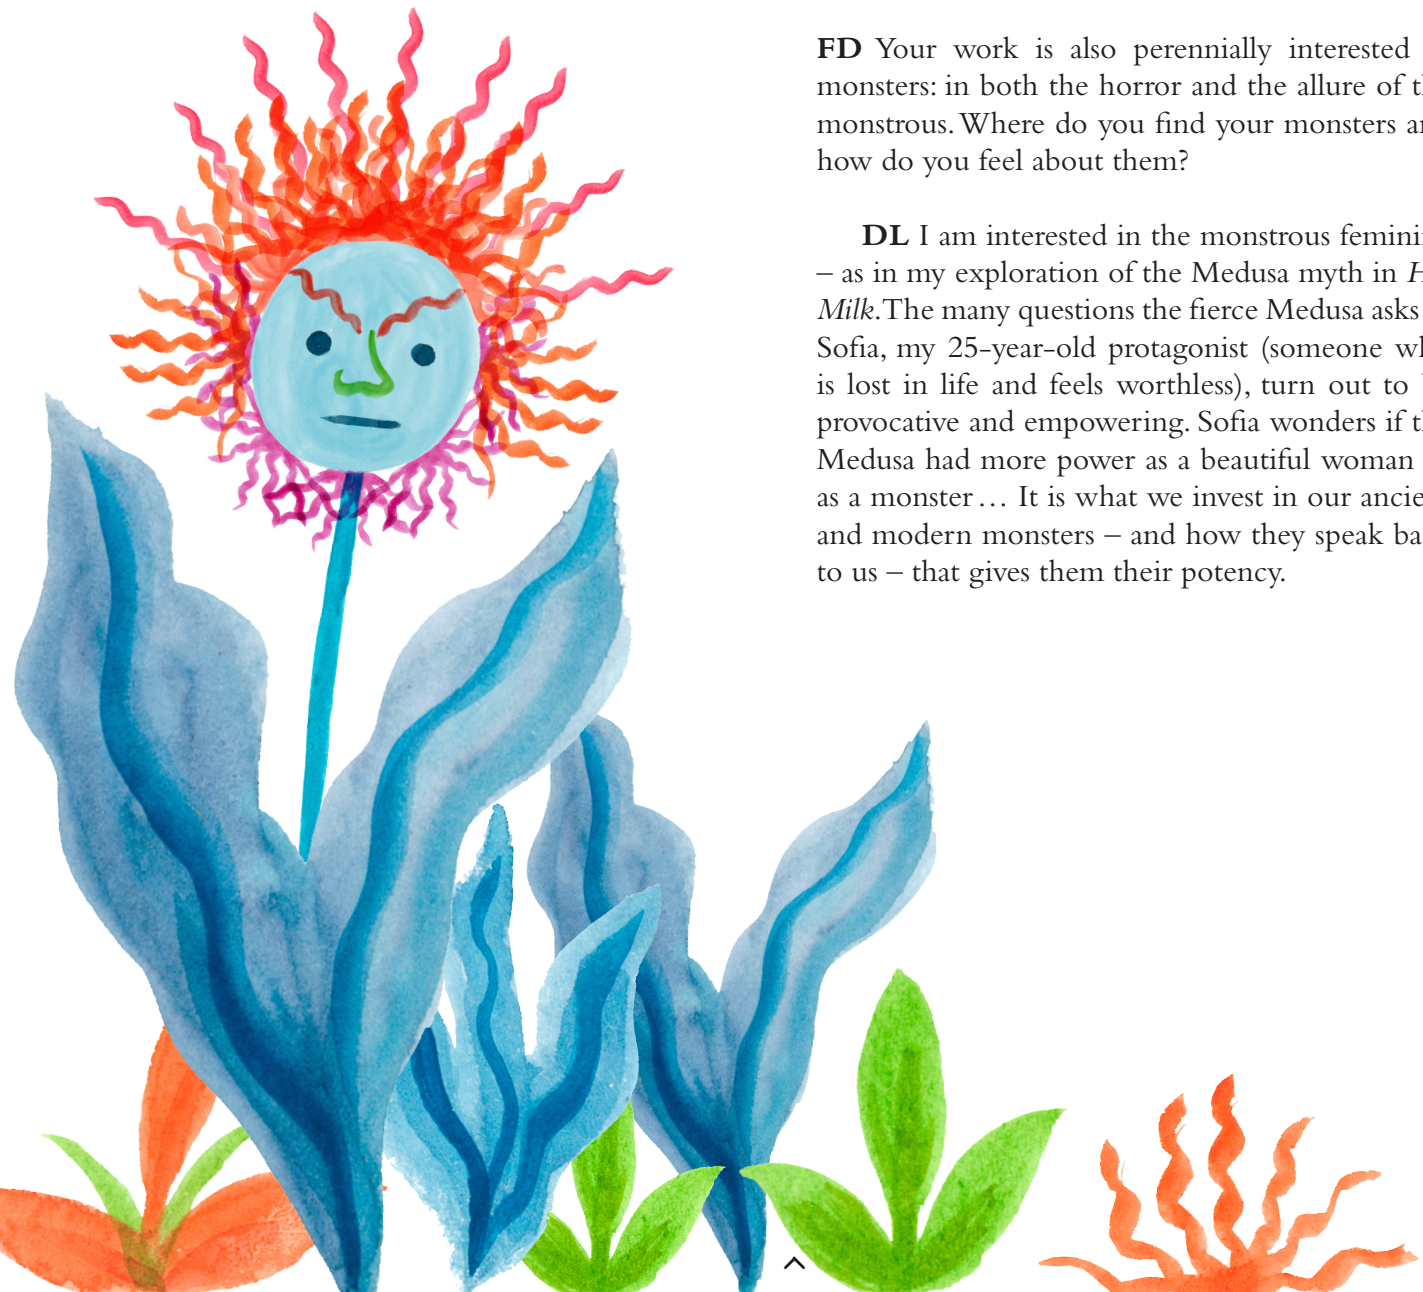 FD Your work is also perennially interested
monsters: in both the horror and the allure of
monstrous. Where do you find your monsters
how do you feel about them?
DL I am interested in the monstrous
– as in my exploration of the Medusa myth in
Milk. The many questions the fierce Medusa asks
Sofia, my 25-year-old protagonist (someone
is lost in life and feels worthless), turn out to
provocative and empowering. Sofia wonders if
Medusa had more power as a beautiful woman
as a monster … It is what we invest in our
and modern monsters – and how they speak
to us – that gives them their potency.